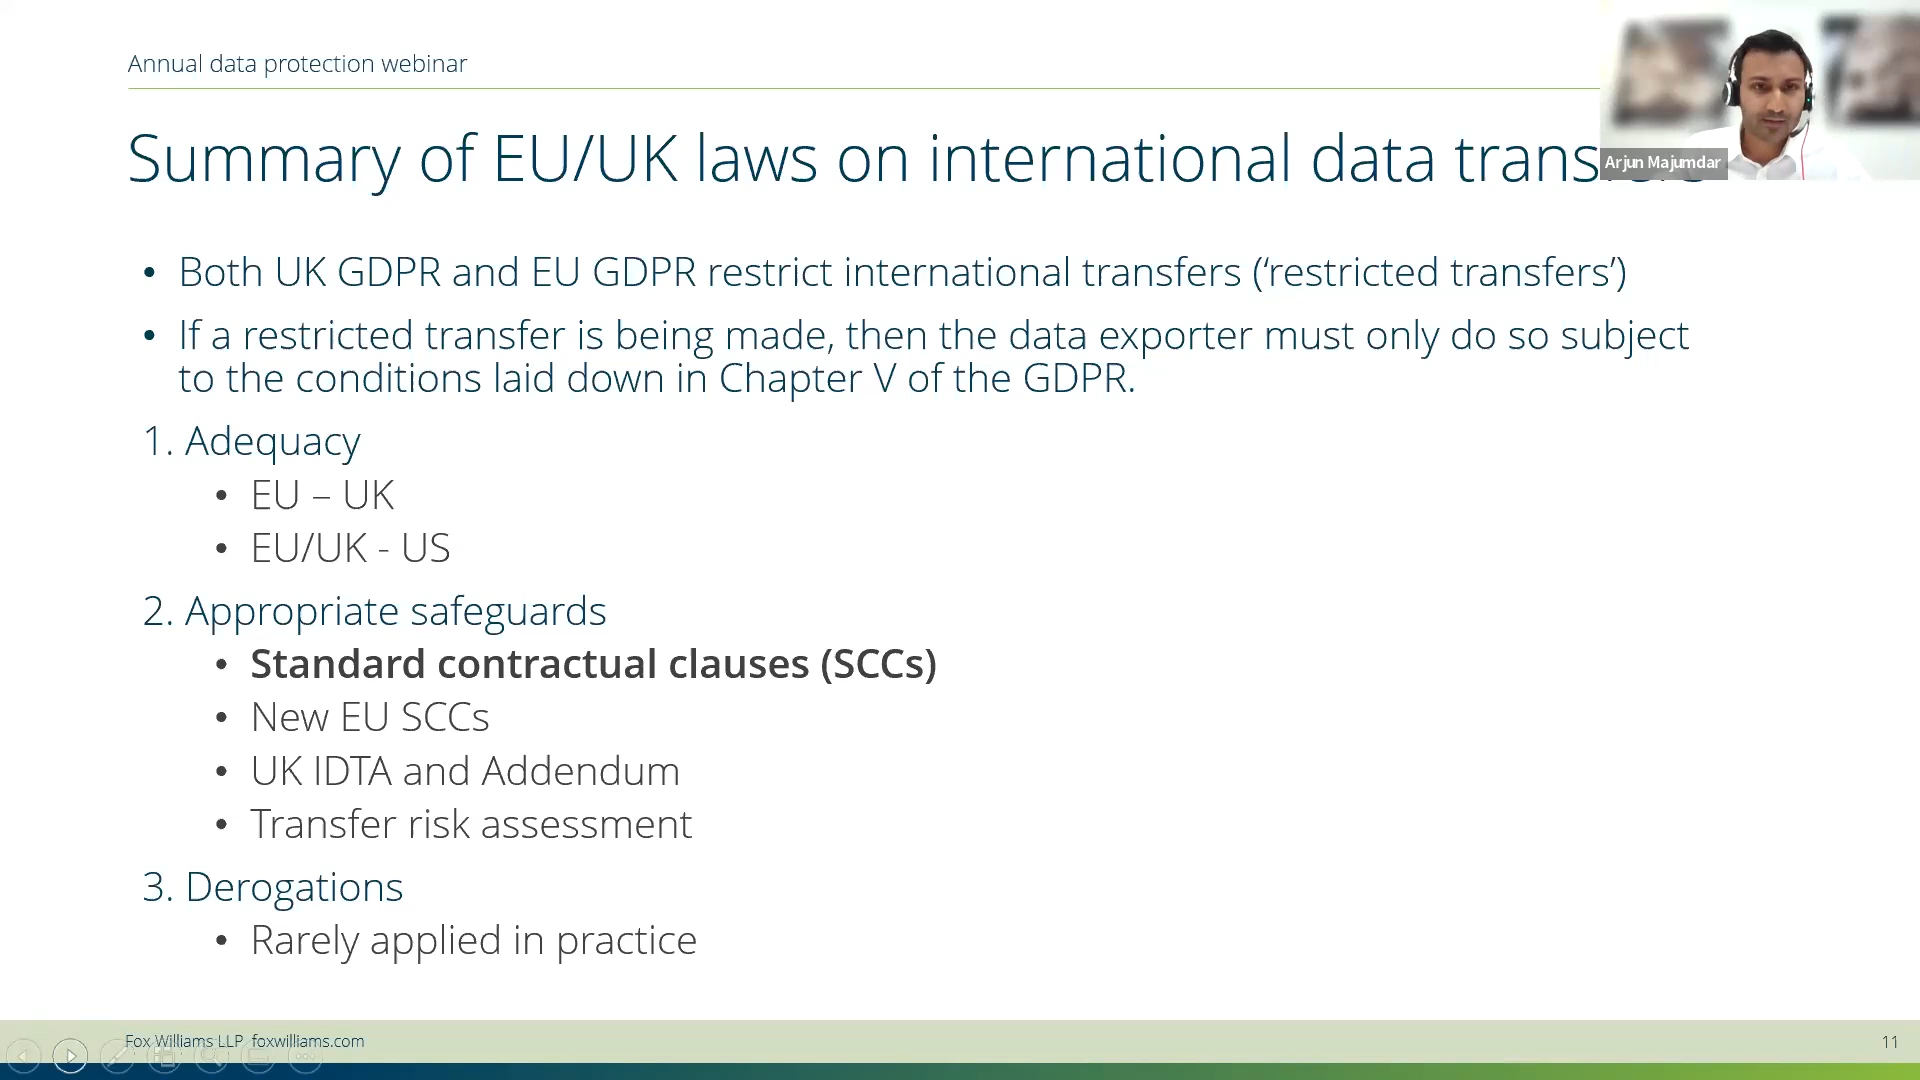 Annual data protection webinar
Summary of EU/UK laws on international data trans
Arjun Majumdar
• Both UK GDPR and EU GDPR restrict international transfers (‘restricted transfers’)
• If a restricted transfer is being made, then the data exporter must only do so subject
to the conditions laid down in Chapter V of the GDPR.
1. Adequacy
• EU – UK
• EU/UK - US
2. Appropriate safeguards
• Standard contractual clauses (SCCs)
• New EU SCCs
• UK IDTA and Addendum
• Transfer risk assessment
3. Derogations
• Rarely applied in practice
Fox Williams LLP foxwilliams.com
11